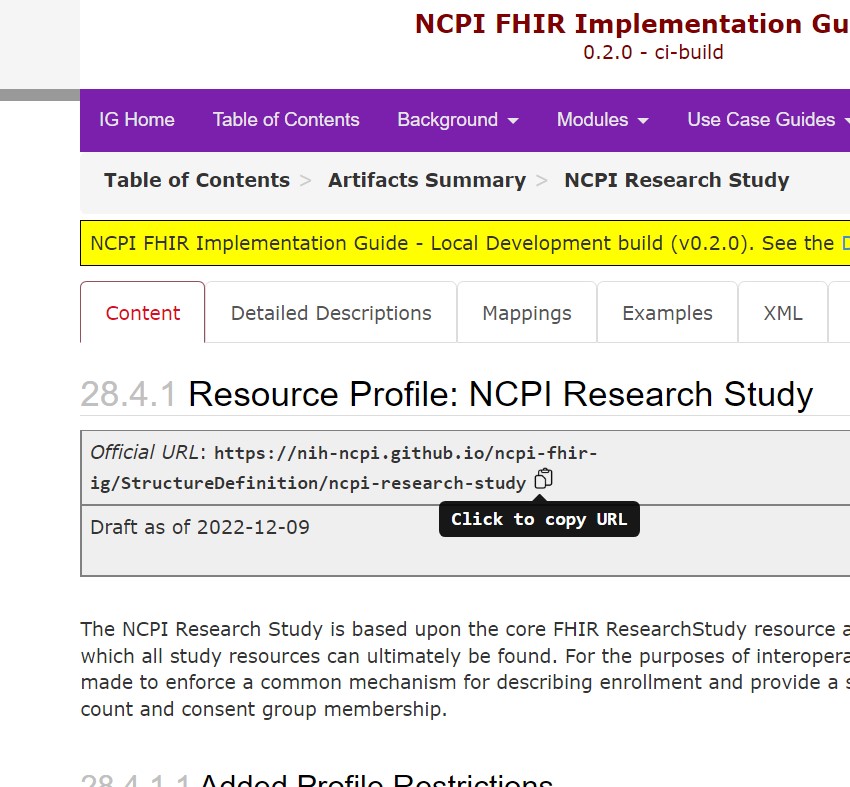 NCPI FHIR Implementation Gu
0.2.0 - ci-build
IG Home Table of Contents Background Modules Use Case Guides
Table of Contents > Artifacts Summary > NCPI Research Study
NCPI FHIR Implementation Guide - Local Development build (v0.2.0). See the
Content Detailed Descriptions Mappings Examples XML
28.4.1 Resource Profile: NCPI Research Study
Official URL: https://nih-ncpi.github.io/ncpi-fhir-
ig/StructureDefinition/ncpi-research-study
Click to copy URL
Draft as of 2022-12-09
The NCPI Research Study is based upon the core FHIR ResearchStudy resource a
which all study resources can ultimately be found. For the purposes of interopera
made to enforce a common mechanism for describing enrollment and provide a s
count and consent group membership.
28.4.1.1 Added Profile Restrictions